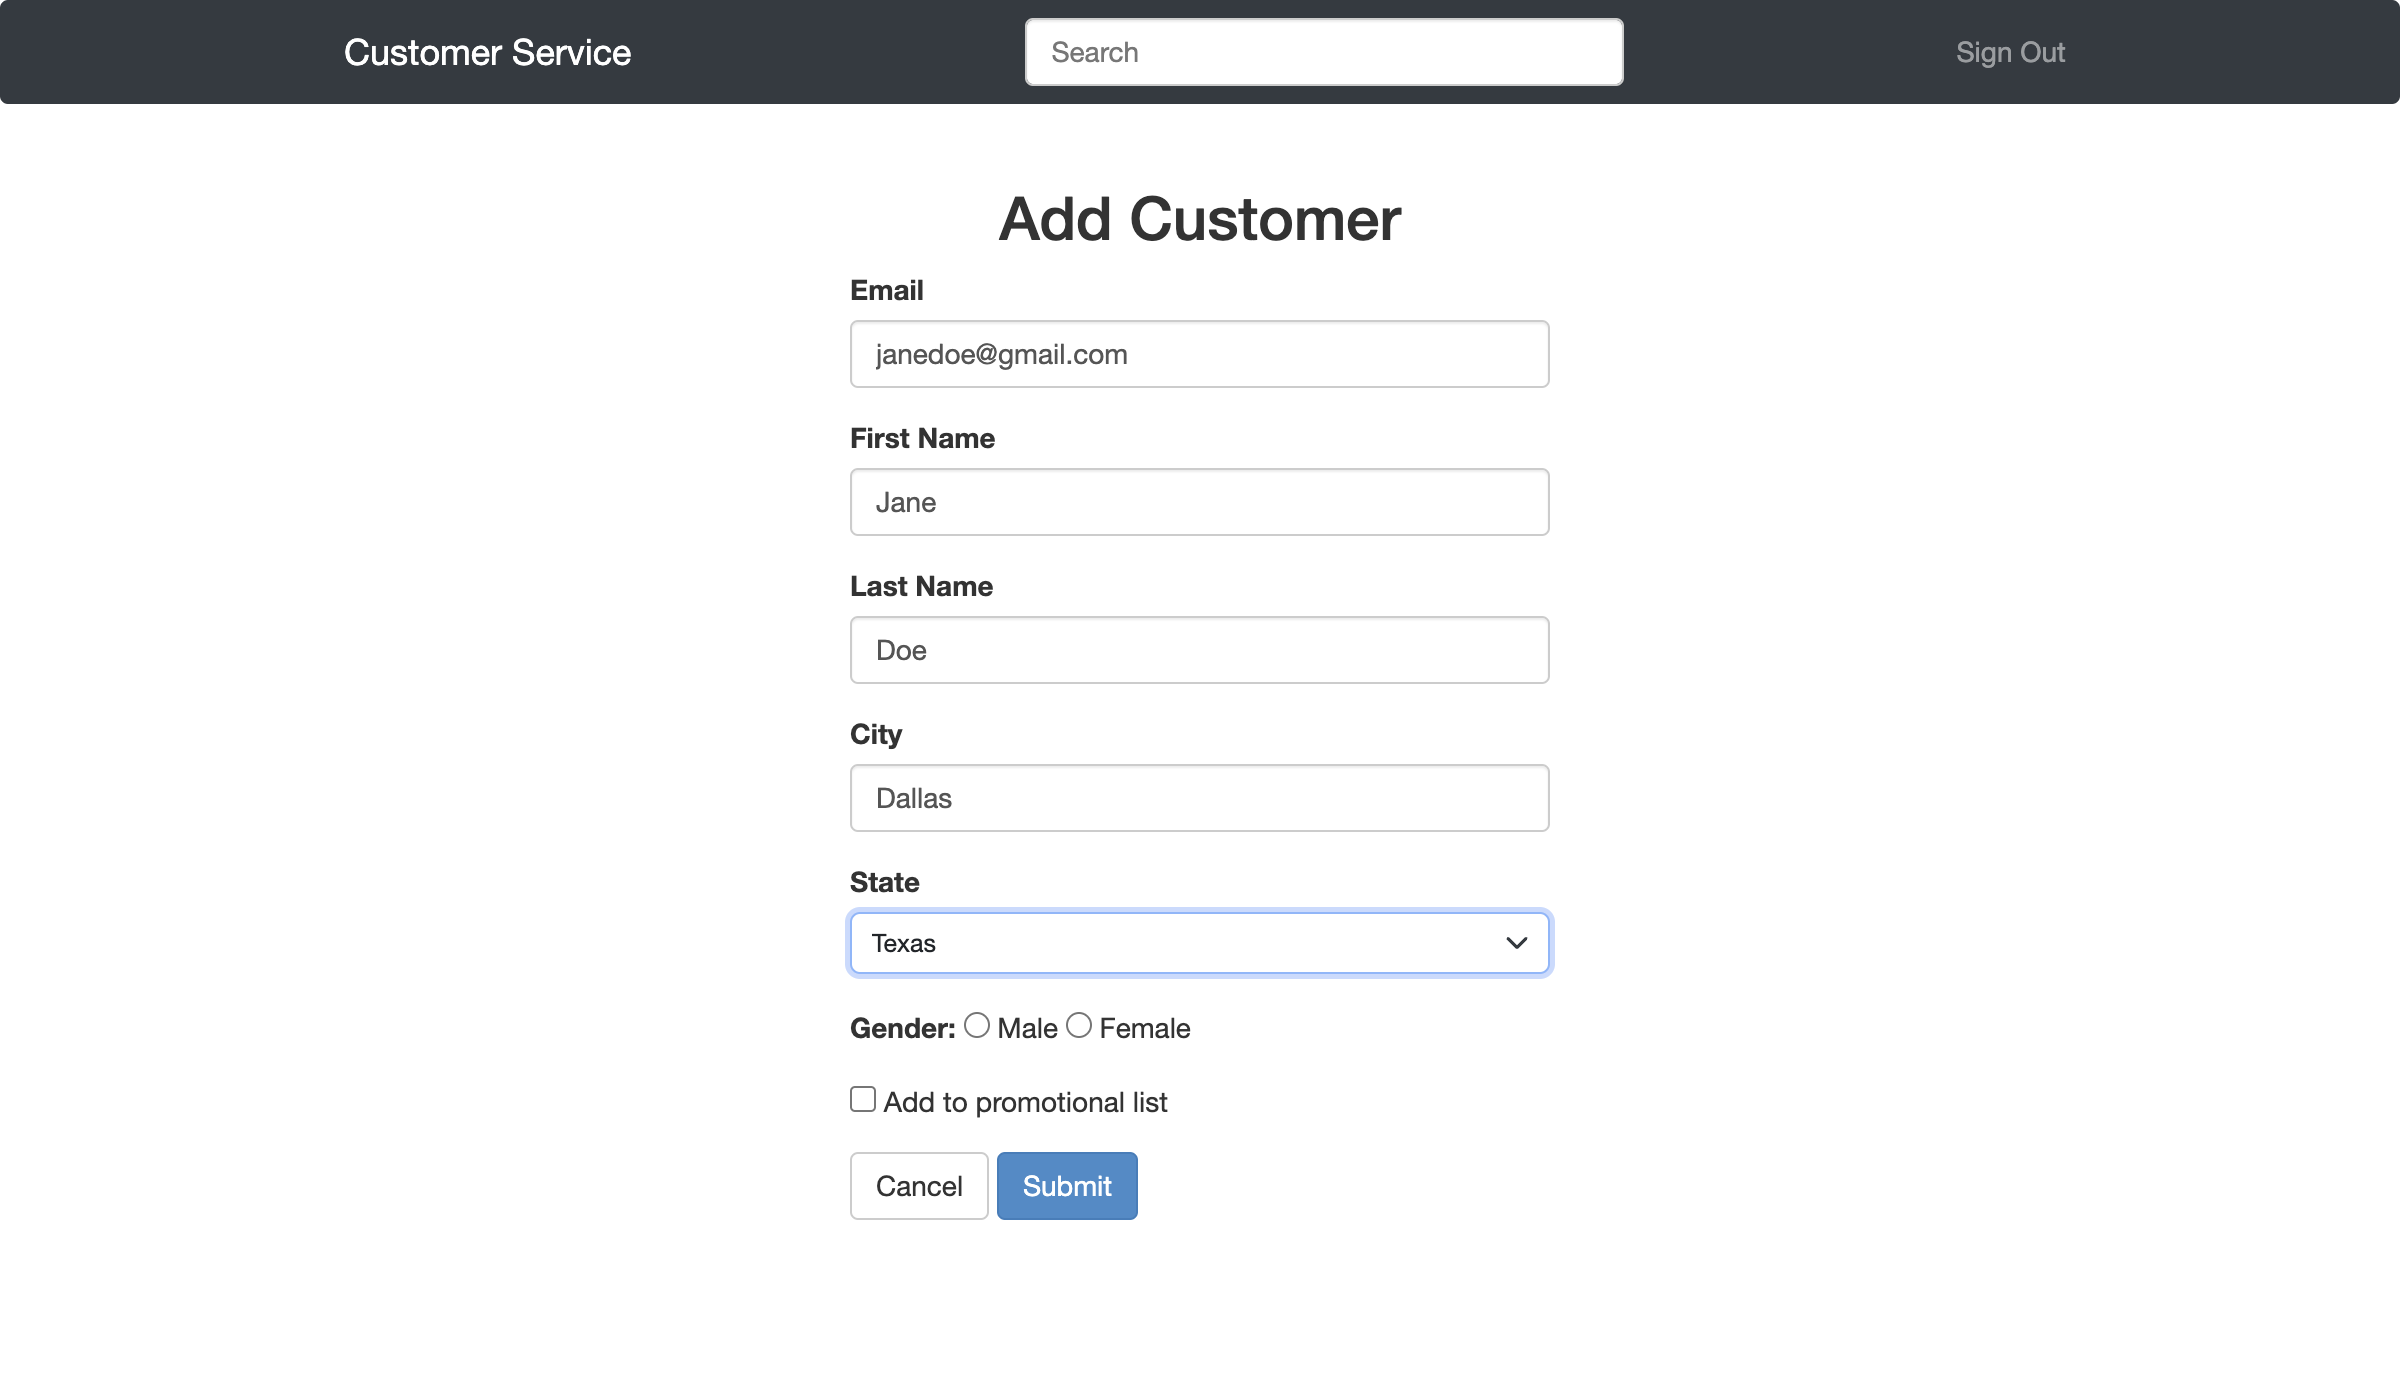 Customer Service Search Sign Out
Add Customer
Email
janedoe@gmail.com
First Name
Jane
Last Name
Doe
City
Dallas
State
Texas
Gender: Male Female
Add to promotional list
Cancel Submit